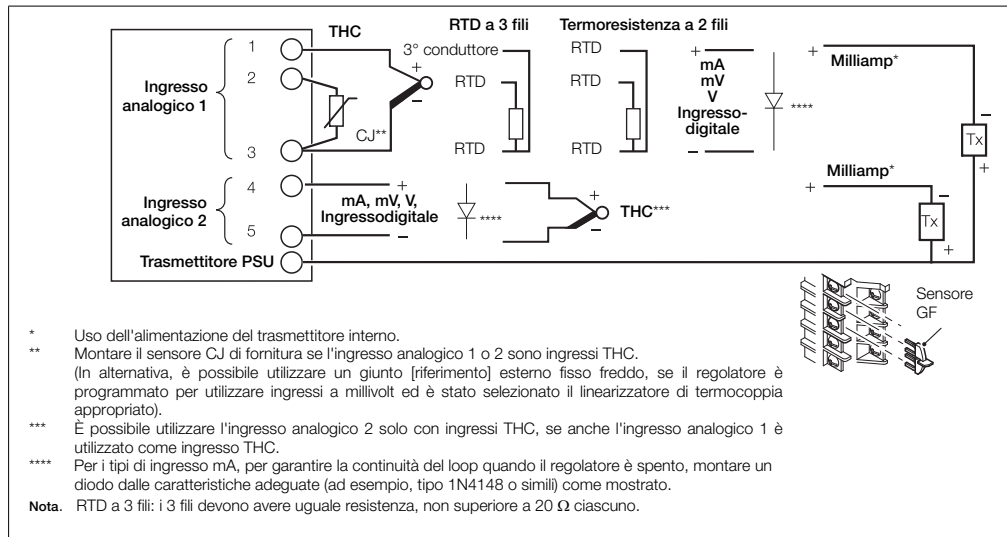 THC
RTD a 3 fili
Termoresistenza a 2 fili
Ingresso
analogico 1
1
2
3
+
–
CJ**
3° conduttore
RTD
RTD
RTD
RTD
RTD
+
mA
mV
V
Ingresso-
digitale
–
****
+
Milliamp*
–
Tx
+
Ingresso
analogico 2
4
5
+
mA, mV, V,
Ingressodigitale
–
****
+
–
THC***
+
Milliamp*
–
Tx
+
Trasmettitore PSU
Sensore
GF
* Uso dell'alimentazione del trasmettitore interno.
** Montare il sensore CJ di fornitura se l'ingresso analogico 1 o 2 sono ingressi THC.
(In alternativa, è possibile utilizzare un giunto [riferimento] esterno fisso freddo, se il regolatore è
programmato per utilizzare ingressi a millivolt ed è stato selezionato il linearizzatore di termocoppia
appropriato).
*** È possibile utilizzare l'ingresso analogico 2 solo con ingressi THC, se anche l'ingresso analogico 1 è
utilizzato come ingresso THC.
**** Per i tipi di ingresso mA, per garantire la continuità del loop quando il regolatore è spento, montare un
diodo dalle caratteristiche adeguate (ad esempio, tipo 1N4148 o simili) come mostrato.
Nota. RTD a 3 fili: i 3 fili devono avere uguale resistenza, non superiore a 20 Ω ciascuno.